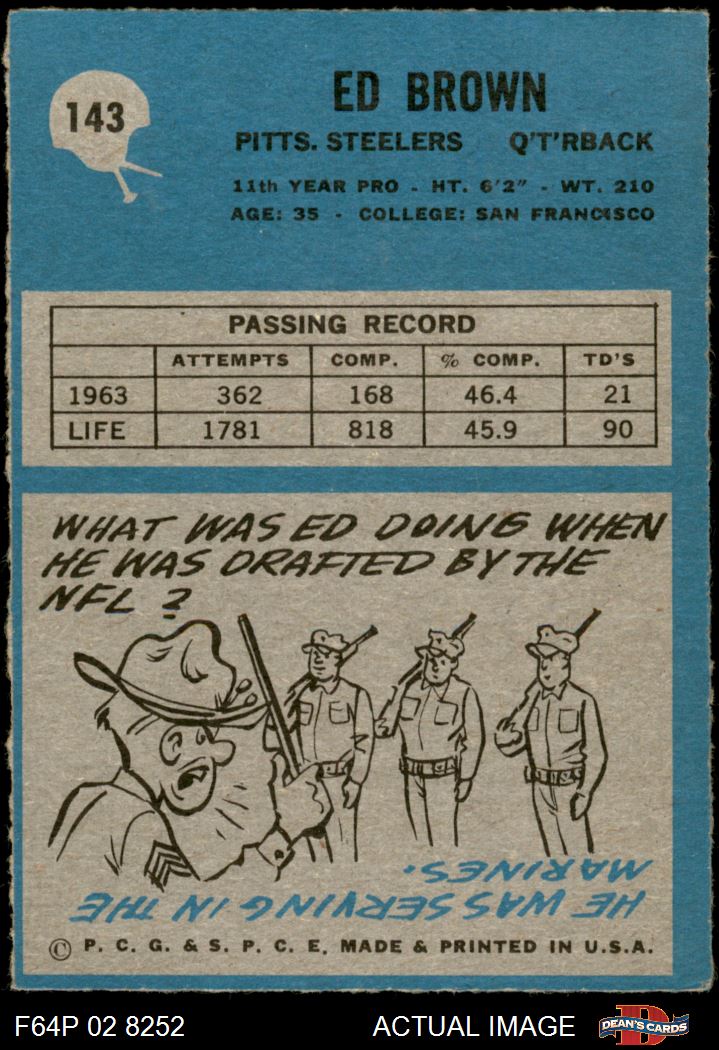 143
ED BROWN
PITTS. STEELERS Q'T'RBACK
11th YEAR PRO - HT. 6'2" - WT. 210
AGE: 35 - COLLEGE: SAN FRANCISCO
PASSING RECORD
ATTEMPTS COMP. % COMP. TD'S
1963 362 168 46.4 21
LIFE 1781 818 45.9 90
WHAT WAS ED DOING WHEN
HE WAS DRAFTED BY THE
NFL ?
HE WAS SERVING IN THE
MARINES.
© P. C. G. & S. P. C. E. MADE & PRINTED IN U.S.A.
F64P 02 8252 ACTUAL IMAGE DEAN'S CARDS